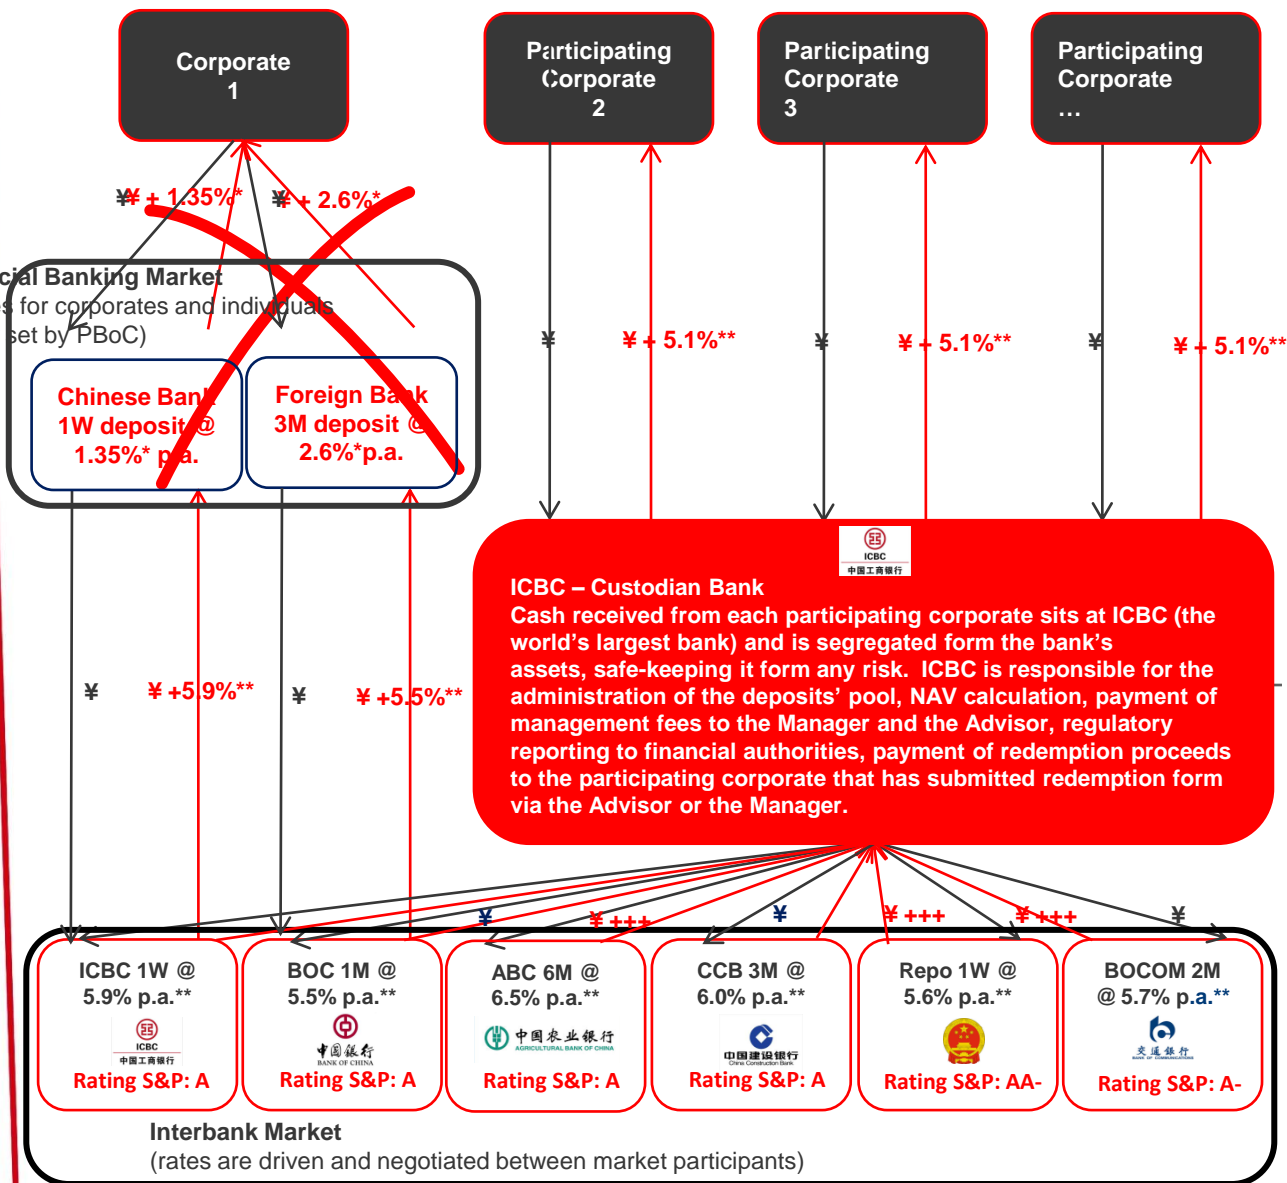 Corporate
1
Participating
Corporate
2
Participating
Corporate
3
Participating
Corporate
…
¥
¥ + 1.35%*
¥
¥ + 2.6%*
cial Banking Market
s for corporates and individuals
set by PBoC)
Chinese Bank
1W deposit @
1.35%* p.a.
Foreign Bank
3M deposit @
2.6%*p.a.
¥
¥ + 5.1%**
¥
¥ + 5.1%**
¥
¥ + 5.1%**
ICBC
中国工商银行
ICBC – Custodian Bank
Cash received from each participating corporate sits at ICBC (the
world's largest bank) and is segregated form the bank's
assets, safe-keeping it form any risk.  ICBC is responsible for the
administration of the deposits' pool, NAV calculation, payment of
management fees to the Manager and the Advisor, regulatory
reporting to financial authorities, payment of redemption proceeds
to the participating corporate that has submitted redemption form
via the Advisor or the Manager.
¥
¥ +5.9%**
¥
¥ +5.5%**
¥
¥ +++
¥
¥ +++
¥ +++
¥
ICBC 1W @
5.9% p.a.**
ICBC
中国工商银行
Rating S&P: A
BOC 1M @
5.5% p.a.**
中国银行
BANK OF CHINA
Rating S&P: A
ABC 6M @
6.5% p.a.**
中国农业银行
AGRICULTURAL BANK OF CHINA
Rating S&P: A
CCB 3M @
6.0% p.a.**
中国建设银行
China Construction Bank
Rating S&P: A
Repo 1W @
5.6% p.a.**
Rating S&P: AA-
BOCOM 2M
@ 5.7% p.a.**
交通銀行
BANK OF COMMUNICATIONS
Rating S&P: A-
Interbank Market
(rates are driven and negotiated between market participants)